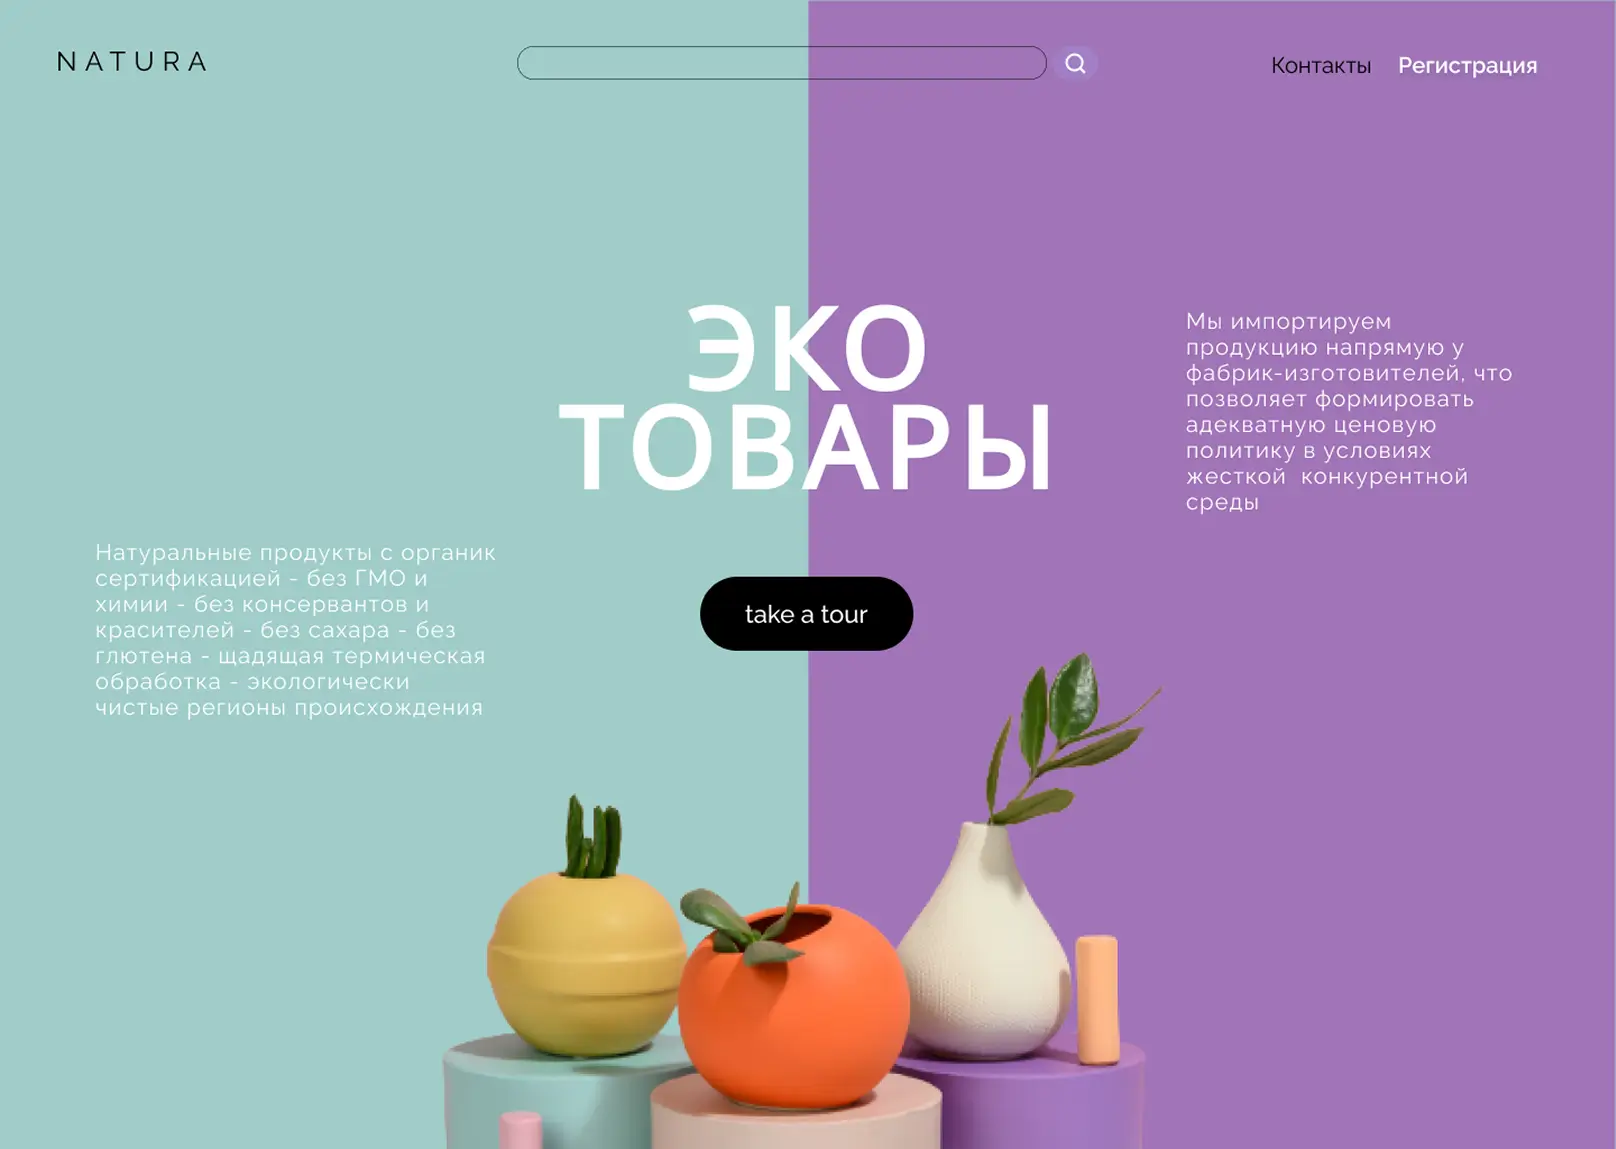 NATURA
Контакты Регистрация
ЭКО
ТОВАРЫ
Мы импортируем
продукцию напрямую у
фабрик-изготовителей, что
позволяет формировать
адекватную ценовую
политику в условиях
жесткой конкурентной
среды
Натуральные продукты с органик
сертификацией - без ГМО и
химии - без консервантов и
красителей - без сахара - без
глютена - щадящая термическая
обработка - экологически
чистые регионы происхождения
take a tour